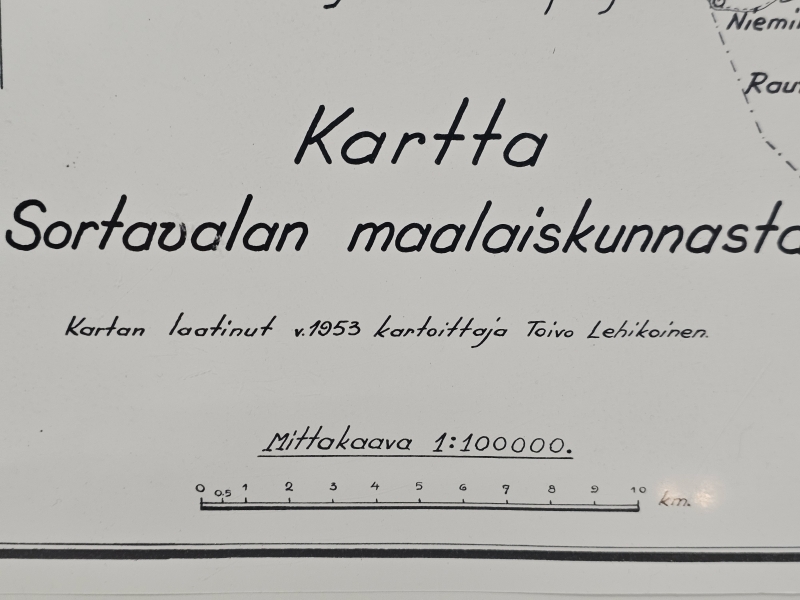 Niemi
Rau
Kartta
Sortavalan maalaiskunnasta
Kartan laatinut v.1953 kartoittaja Toivo Lehikoinen.
Mittakaava 1:100000.
0 0.5 1 2 3 4 5 6 7 8 9 10 km.